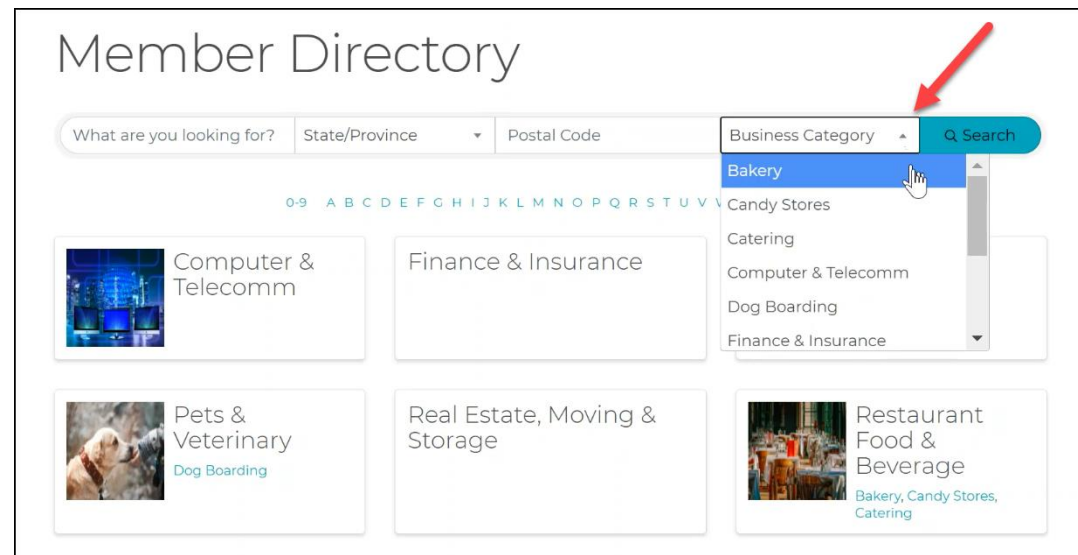 Member Directory
What are you looking for? State/Province Postal Code Business Category Search
Bakery
Candy Stores
Catering
Computer & Telecomm
Dog Boarding
Finance & Insurance
0-9 A B C D E F G H I J K L M N O P Q R S T U V
Computer &
Telecomm
Finance & Insurance
Pets &
Veterinary
Dog Boarding
Real Estate, Moving &
Storage
Restaurant
Food &
Beverage
Bakery, Candy Stores,
Catering